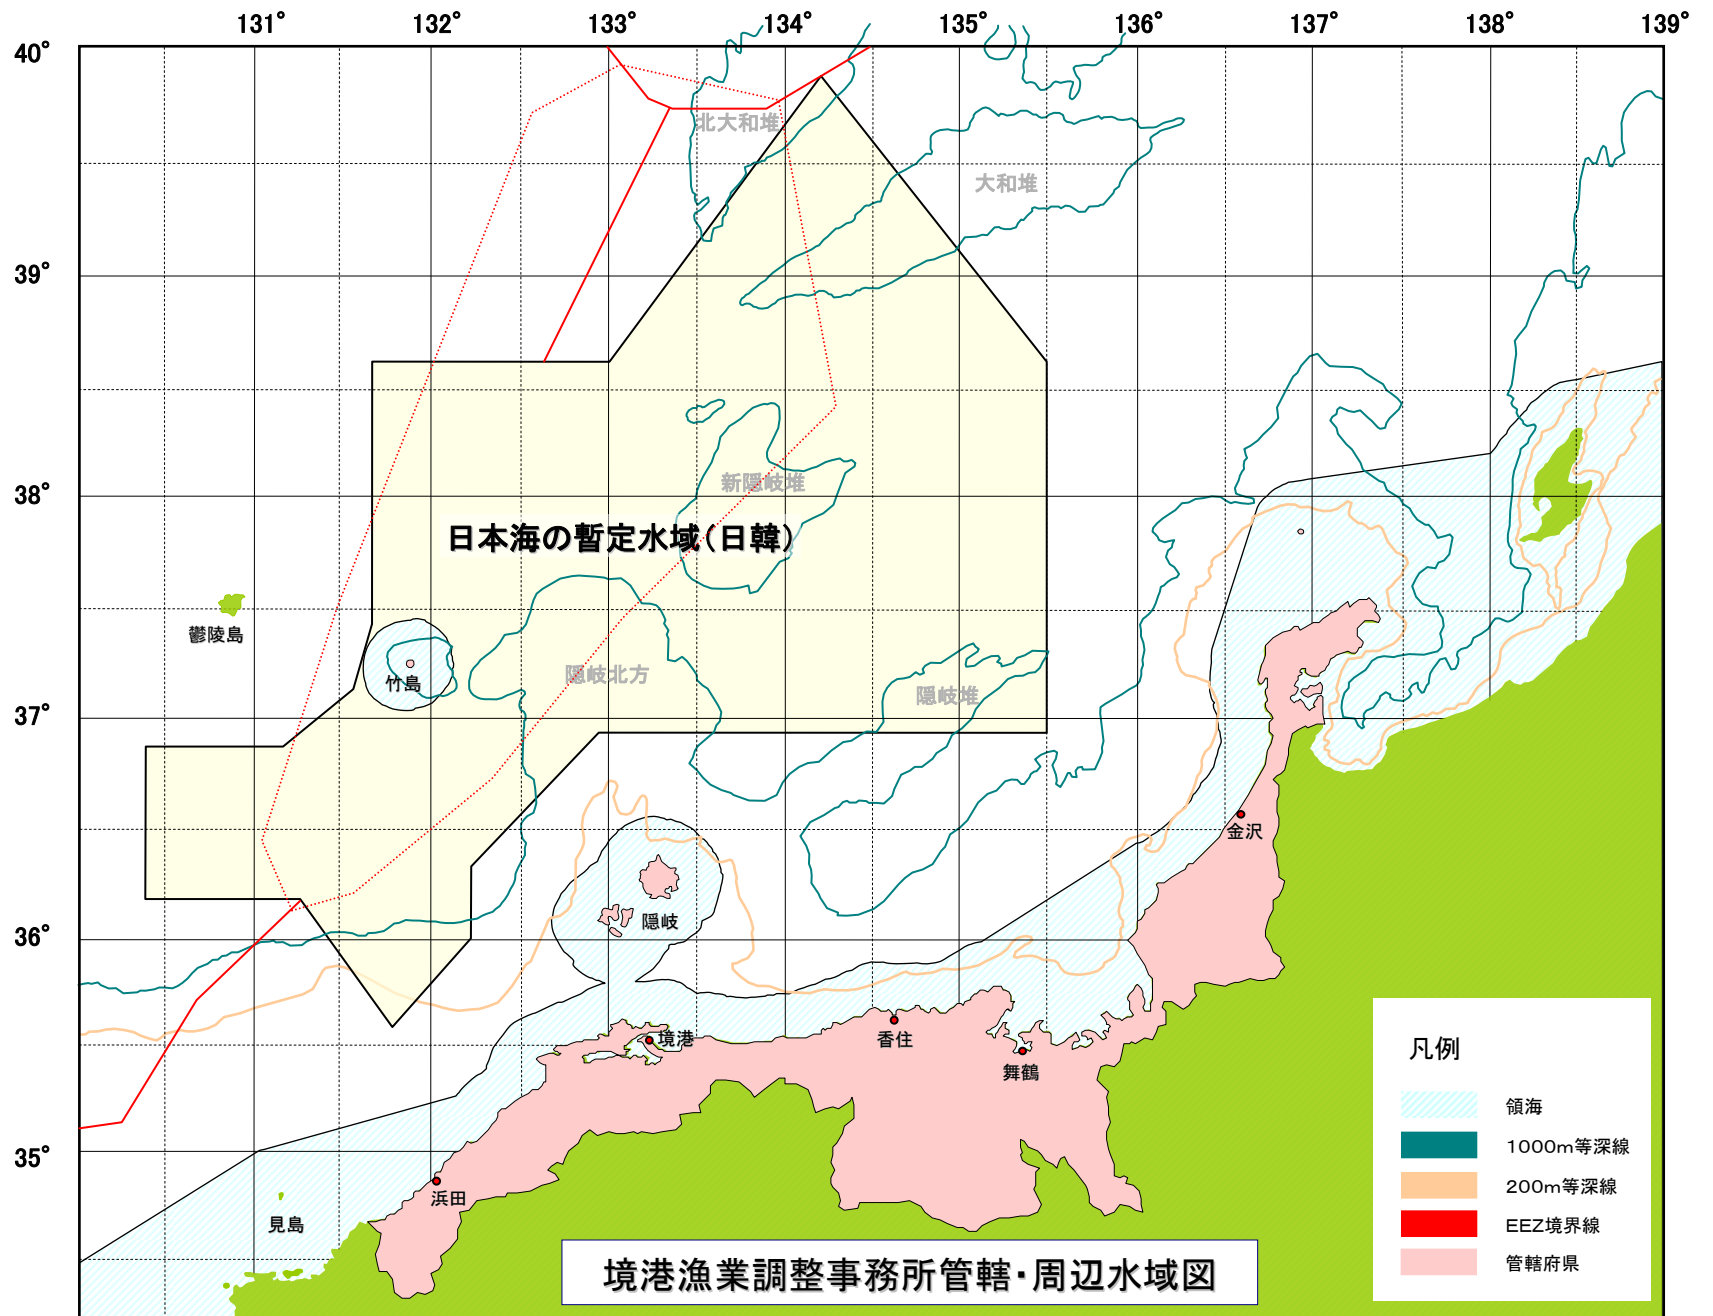 131° 132° 133° 134° 135° 136° 137° 138° 139°
40°
北大和堆
大和堆
39°
新隠岐堆
38°
日本海の暫定水域（日韓）
鬱陵島
竹島
隠岐北方
隠岐堆
37°
金沢
隠岐
36°
境港
香住
舞鶴
35°
浜田
見島
凡例
領海
1000m等深線
200m等深線
EEZ境界線
管轄府県
境港漁業調整事務所管轄・周辺水域図